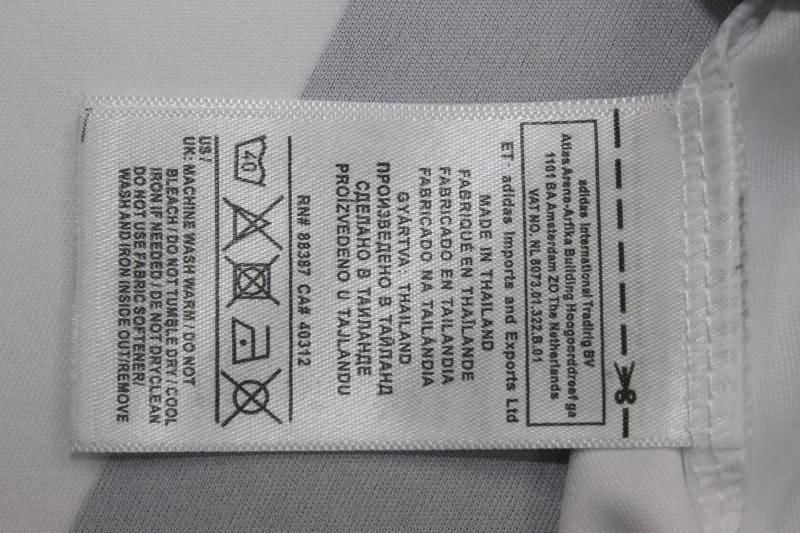 adidas International Trading BV
Atlas Arena-Arfika Building Hoogoorddreef ga
1101 BA Amsterdam ZO The Netherlands
VAT NO. NL 8073.01.322.B.01
ET adidas Imports and Exports Ltd
MADE IN THAILAND
FABRIQUÉ EN THAÏLANDE
FABRICADO EN TAILANDIA
FABRICADO NA TAILÂNDIA
GYÁRTVA: THAILAND
ПРОИЗВЕДЕНО В ТАЙЛАНД
СДЕЛАНО В ТАИЛАНДЕ
PROIZVEDENO U TAJLANDU
RN# 88387 CA# 40312
40
US /
UK: MACHINE WASH WARM / DO NOT
BLEACH / DO NOT TUMBLE DRY / COOL
IRON IF NEEDED / DE NOT DRYCLEAN
DO NOT USE FABRIC SOFTENER/
WASH AND IRON INSIDE OUT/REMOVE